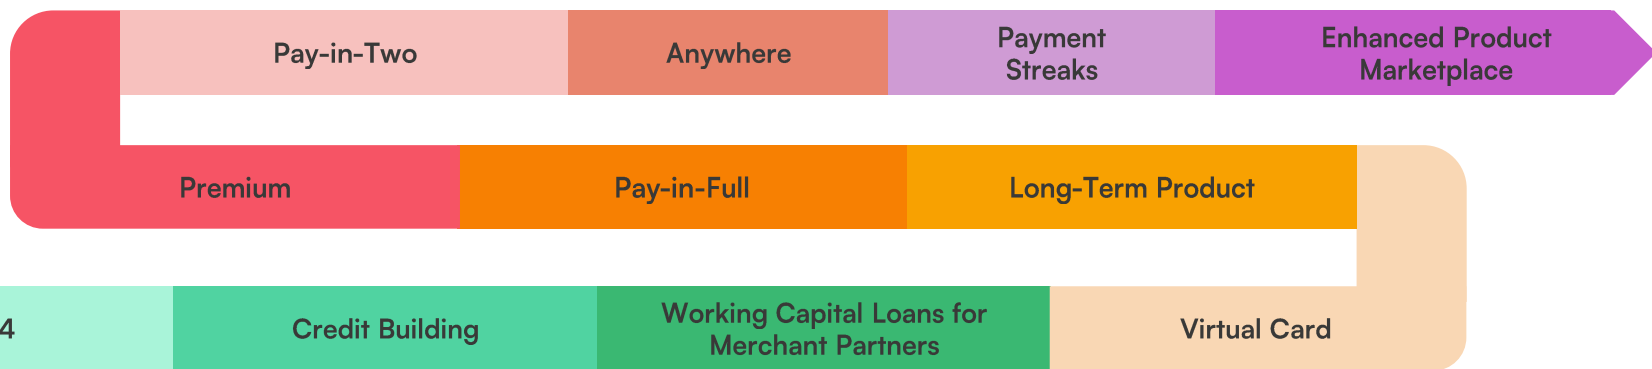 Pay-in-Two
Anywhere
Payment
Streaks
Enhanced Product
Marketplace
Premium
Pay-in-Full
Long-Term Product
4
Credit Building
Working Capital Loans for
Merchant Partners
Virtual Card